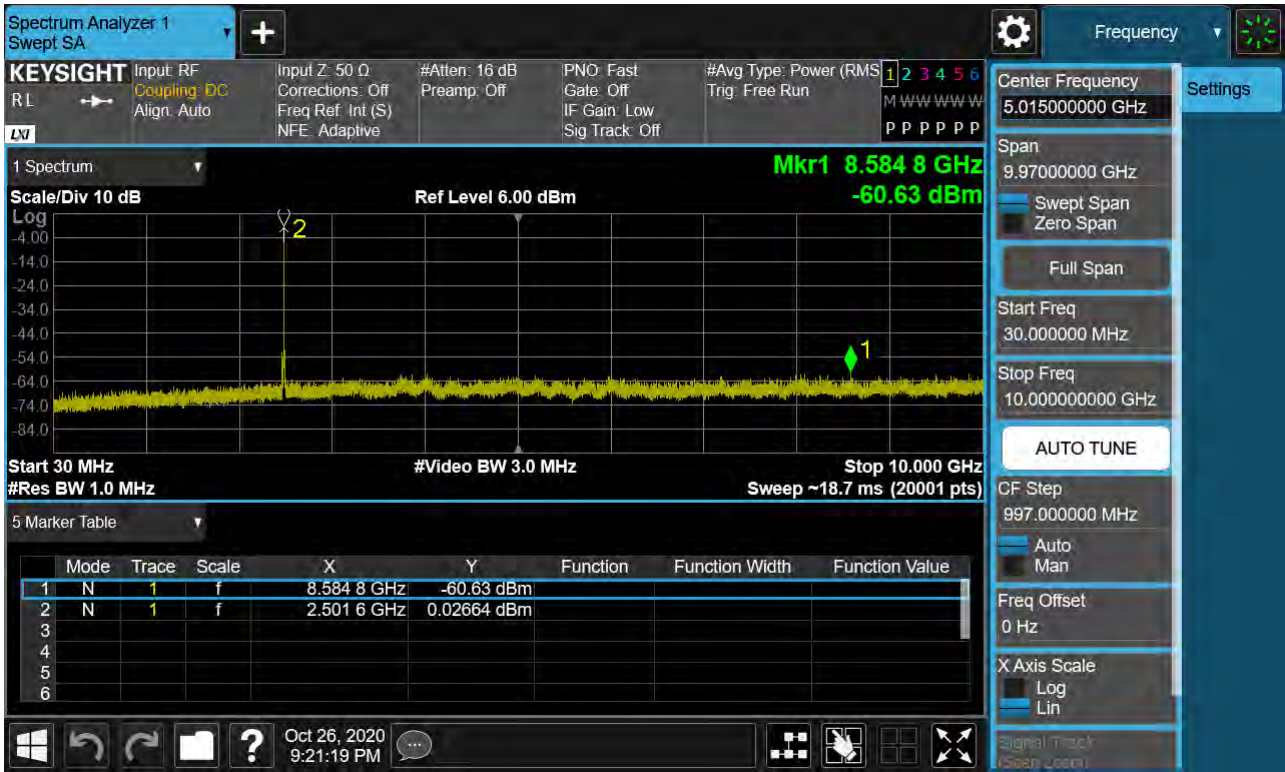 Spectrum Analyzer 1
Swept SA
+
Frequency
KEYSIGHT
RL
LXI
Input: RF
Coupling: DC
Align: Auto
Input Z: 50 Ω
Corrections: Off
Freq Ref: Int (S)
NFE: Adaptive
#Atten: 16 dB
Preamp: Off
PNO: Fast
Gate: Off
IF Gain: Low
Sig Track: Off
#Avg Type: Power (RMS
Trig: Free Run
1 2 3 4 5 6
M W W W W W
P P P P P P
1 Spectrum
Mkr1 8.584 8 GHz
-60.63 dBm
Scale/Div 10 dB
Ref Level 6.00 dBm
Log
-4.00
-14.0
-24.0
-34.0
-44.0
-54.0
-64.0
-74.0
-84.0
2
1
Start 30 MHz
#Video BW 3.0 MHz
Stop 10.000 GHz
#Res BW 1.0 MHz
Sweep ~18.7 ms (20001 pts)
5 Marker Table
Mode Trace Scale X Y Function Function Width Function Value
1 N 1 f 8.584 8 GHz -60.63 dBm
2 N 1 f 2.501 6 GHz 0.02664 dBm
3
4
5
6
Oct 26, 2020
9:21:19 PM
?
Center Frequency
5.015000000 GHz
Settings
Span
9.97000000 GHz
Swept Span
Zero Span
Full Span
Start Freq
30.000000 MHz
Stop Freq
10.000000000 GHz
AUTO TUNE
CF Step
997.000000 MHz
Auto
Man
Freq Offset
0 Hz
X Axis Scale
Log
Lin
Signal Track
(Span Zoom)